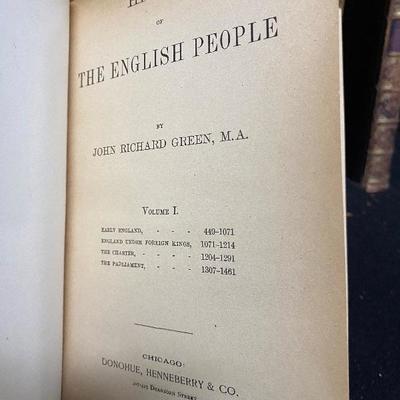 OF
THE ENGLISH PEOPLE
BY
JOHN RICHARD GREEN, M.A.
VOLUME I.
EARLY ENGLAND, - - - 449-1071
ENGLAND UNDER FOREIGN KINGS, 1071-1214
THE CHARTER, - - - - 1204-1291
THE PARLIAMENT, - - - 1307-1461
CHICAGO:
DONOHUE, HENNEBERRY & CO.
DEARBORN STREET